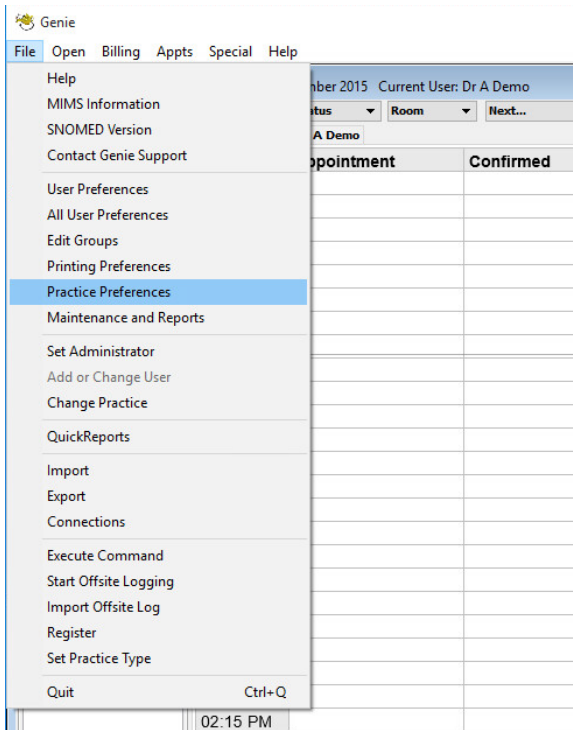 Genie
File Open Billing Appts Special Help
Help
MIMS Information
SNOMED Version
Contact Genie Support
User Preferences
All User Preferences
Edit Groups
Printing Preferences
Practice Preferences
Maintenance and Reports
Set Administrator
Add or Change User
Change Practice
QuickReports
Import
Export
Connections
Execute Command
Start Offsite Logging
Import Offsite Log
Register
Set Practice Type
Quit Ctrl+Q
mber 2015 Current User: Dr A Demo
atus Room Next...
A Demo
ppointment Confirmed
02:15 PM